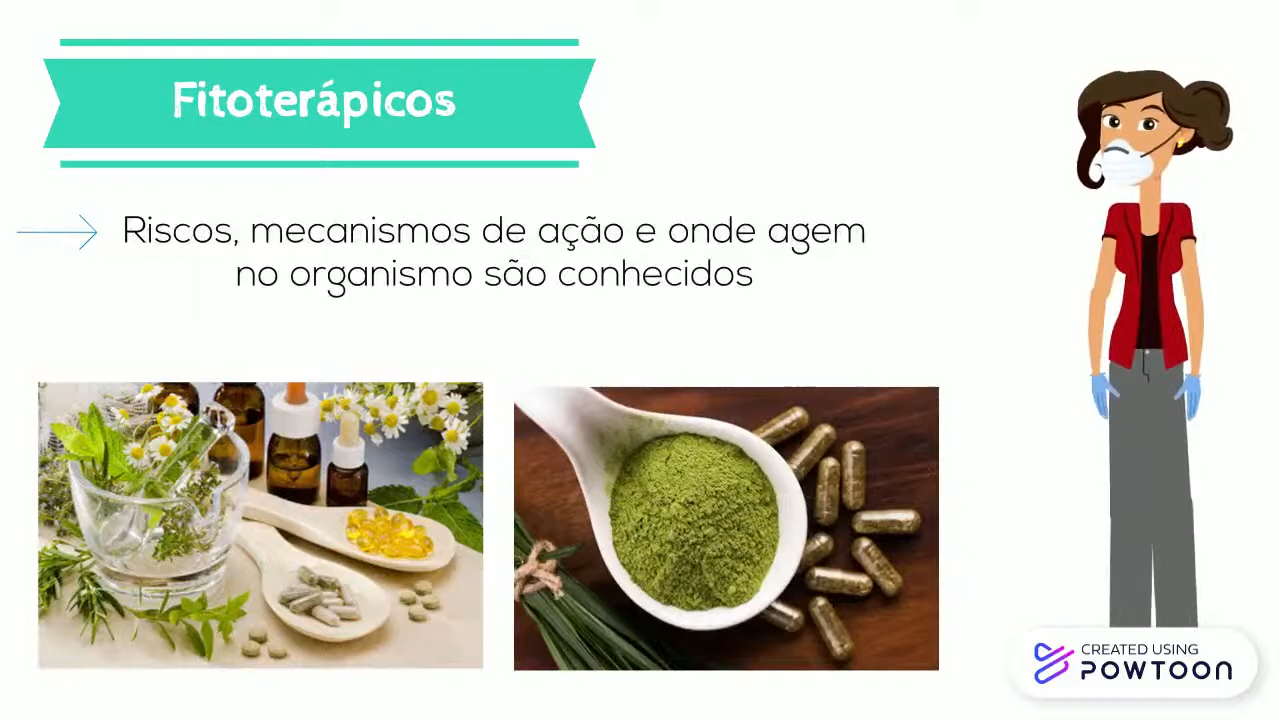 Fitoterápicos
Riscos, mecanismos de ação e onde agem
no organismo são conhecidos
CREATED USING
POWTOON